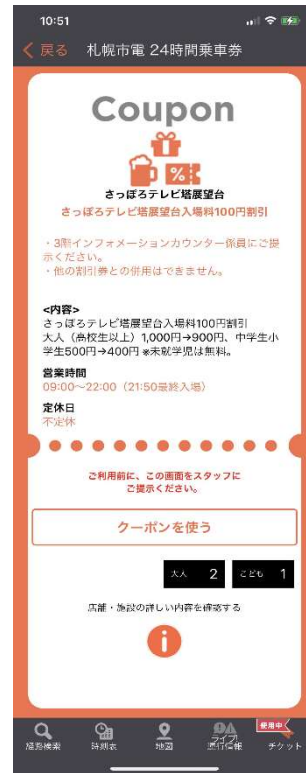 10:51
戻る 札幌市電 24時間乗車券
Coupon
%
さっぽろテレビ塔展望台
さっぽろテレビ塔展望台入場料100円割引
・3階インフォメーションカウンター係員にご提
示ください。
・他の割引券との併用はできません。
<内容>
さっぽろテレビ塔展望台入場料100円割引
大人（高校生以上）1,000円→900円、中学生小
学生500円→400円 ※未就学児は無料。
営業時間
09:00〜22:00（21:50最終入場）
定休日
不定休
ご利用前に、この画面をスタッフに
ご提示ください。
クーポンを使う
大人 2 こども 1
店舗・施設の詳しい内容を確認する
i
使用中
経路検索 時刻表 地図 ライブ!運行情報 チケット